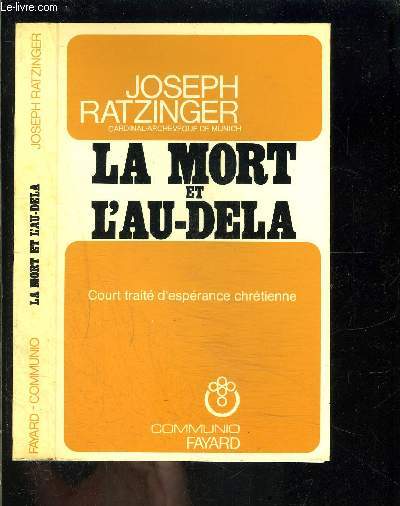 Le-livre.com
JOSEPH RATZINGER
LA MORT ET L'AU-DELA
FAYARD - COMMUNIO
JOSEPH
RATZINGER
CARDINAL-ARCHEVÊQUE DE MUNICH
LA MORT
ET
L'AU-DELA
Court traité d'espérance chrétienne
COMMUNIO
FAYARD